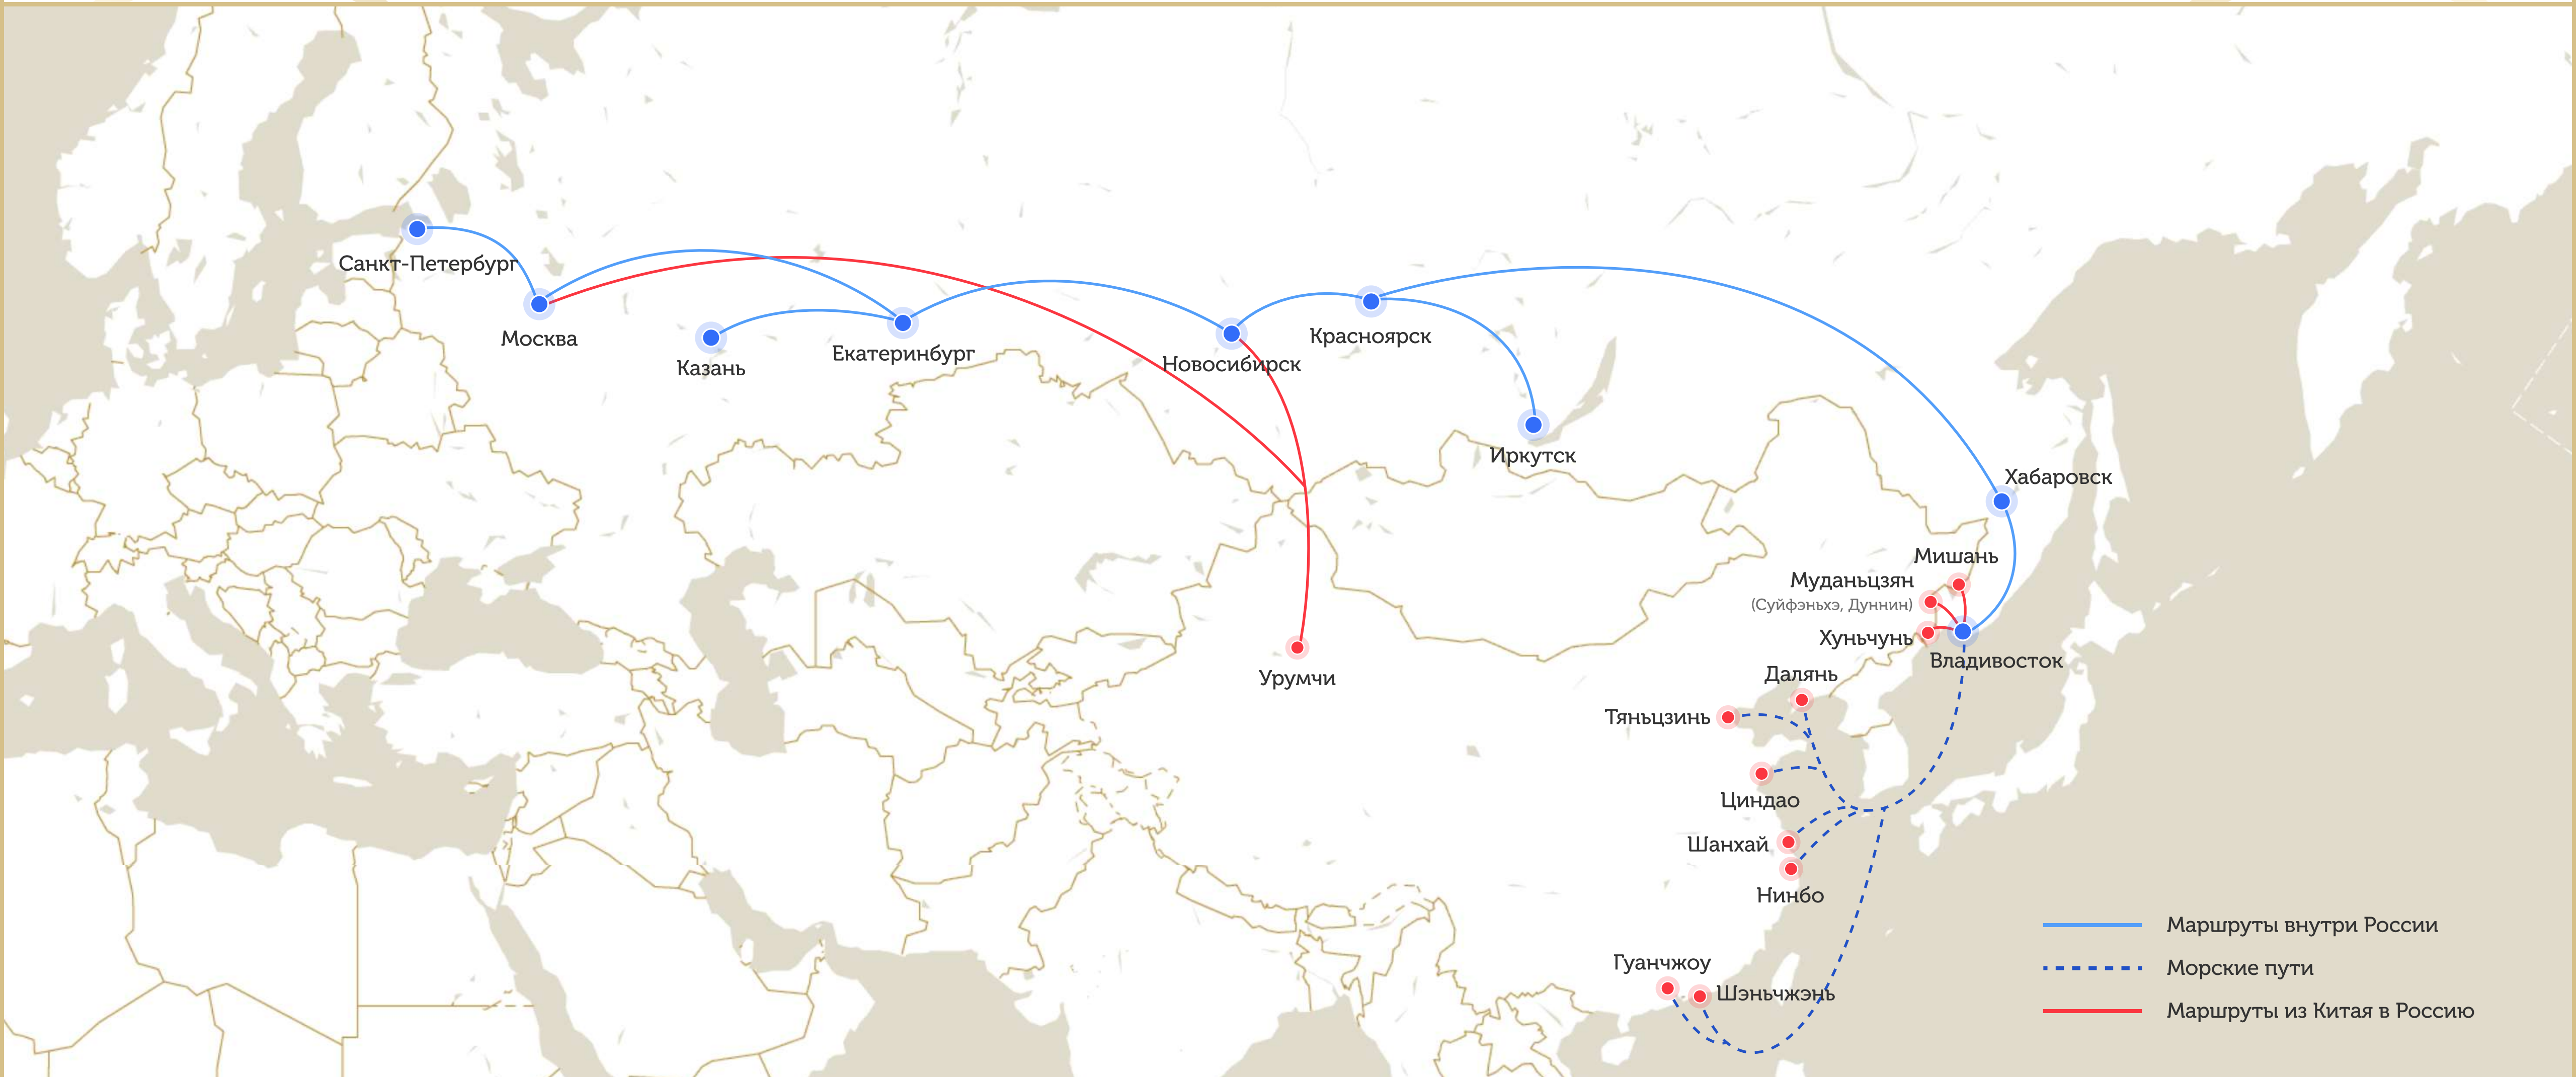 Санкт-Петербург
Москва
Казань
Екатеринбург
Новосибирск
Красноярск
Иркутск
Хабаровск
Мишань
Муданьцзян
(Суйфэньхэ, Дуннин)
Хуньчунь
Владивосток
Урумчи
Далянь
Тяньцзинь
Циндао
Шанхай
Нинбо
Гуанчжоу
Шэньчжэнь
Маршруты внутри России
Морские пути
Маршруты из Китая в Россию